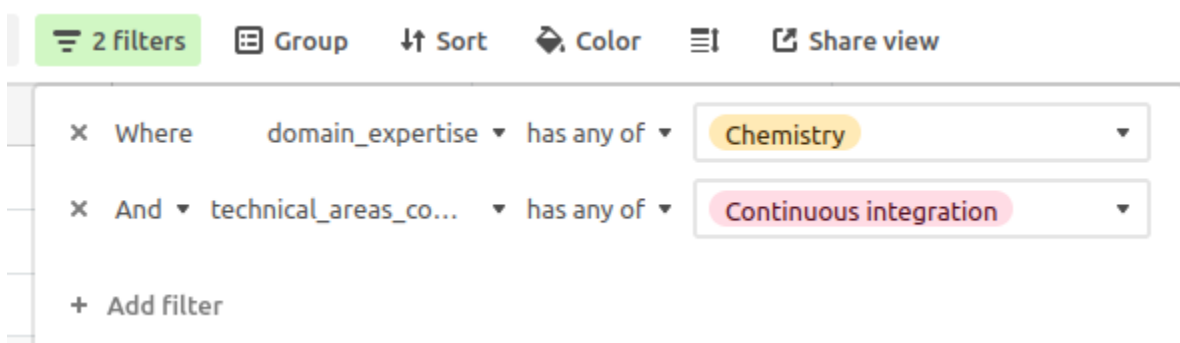 2 filters Group Sort Color Share view
Where domain_expertise has any of Chemistry
And technical_areas_co... has any of Continuous integration
+ Add filter